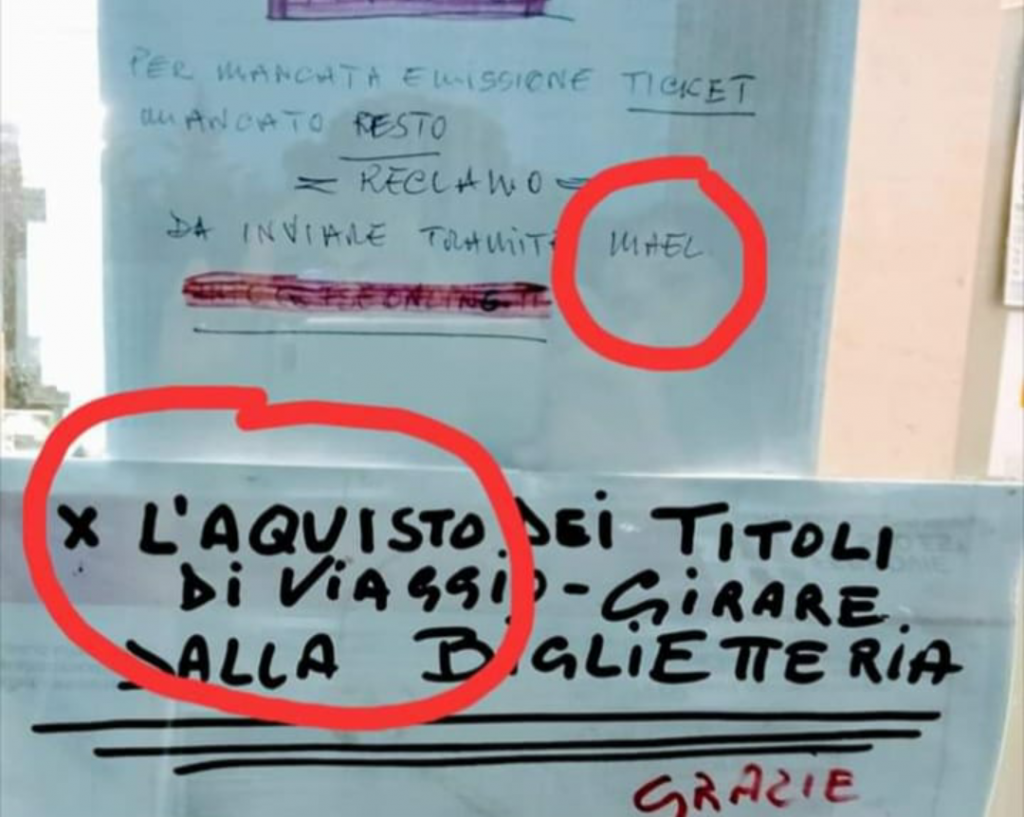 PER MANCATA EMISSIONE TICKET
MANCATO RESTO
= RECLAMO =
DA INVIARE TRAMITE MAEL
X L'AQUISTO DEI TITOLI
Di ViAGGIO - GiRARE
DALLA BiGLiETTERiA
GRAZIE